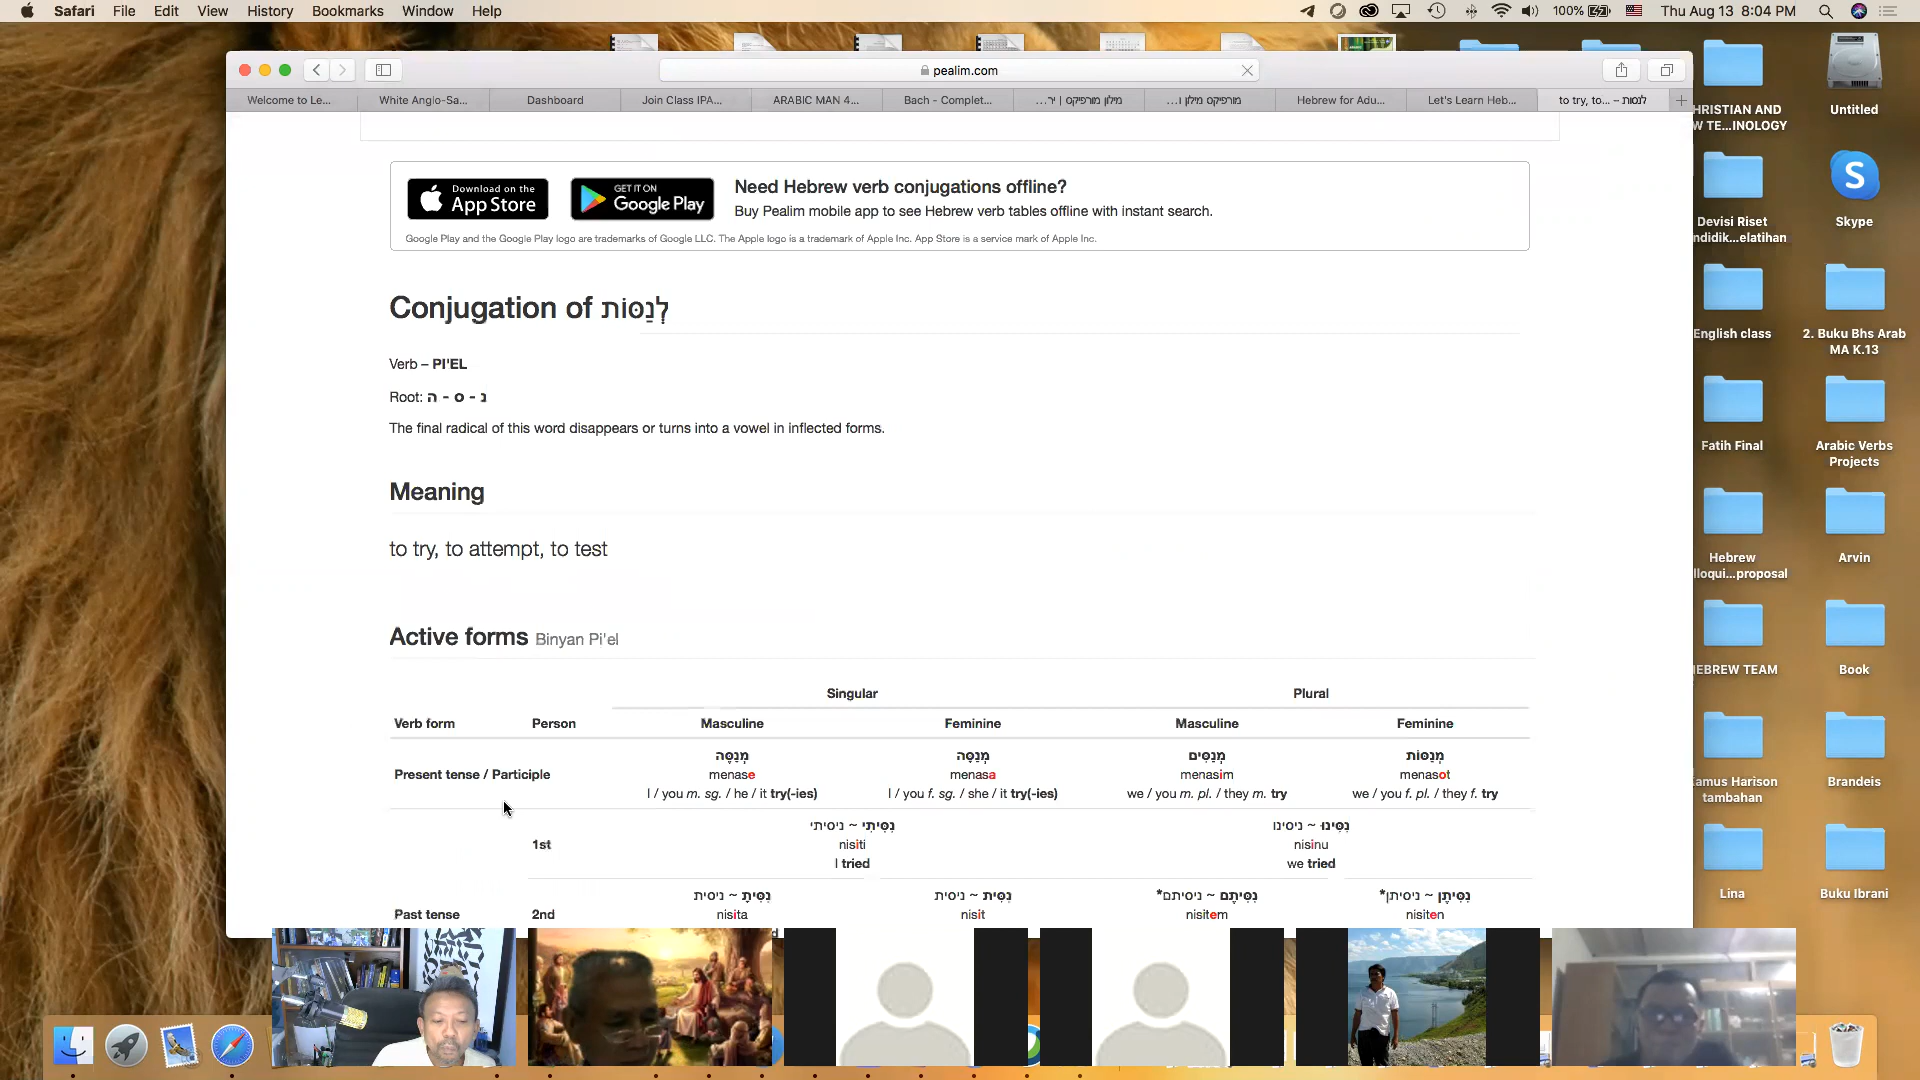 Safari File Edit View History Bookmarks Window Help 100% Thu Aug 13 8:04 PM
pealim.com
Welcome to Le... White Anglo-Sa... Dashboard Join Class IPA... ARABIC MAN 4... Bach - Complet... מילון מורפיקס | יר... מורפיקס מילון ו... Hebrew for Adu... Let's Learn Heb... to try, to... – לנסות
Download on the App Store
GET IT ON Google Play
Need Hebrew verb conjugations offline?
Buy Pealim mobile app to see Hebrew verb tables offline with instant search.
Google Play and the Google Play logo are trademarks of Google LLC. The Apple logo is a trademark of Apple Inc. App Store is a service mark of Apple Inc.
Conjugation of לְנַסּוֹת
Verb – PI'EL
Root: נ - ס - ה
The final radical of this word disappears or turns into a vowel in inflected forms.
Meaning
to try, to attempt, to test
Active forms Binyan Pi'el
Singular Plural
Verb form Person Masculine Feminine Masculine Feminine
מְנַסֶּה מְנַסָּה מְנַסִּים מְנַסּוֹת
Present tense / Participle menase menasa menasim menasot
I / you m. sg. / he / it try(-ies) I / you f. sg. / she / it try(-ies) we / you m. pl. / they m. try we / you f. pl. / they f. try
נִסִּיתִי ~ ניסיתי נִסִּינוּ ~ ניסינו
1st nisiti nisinu
I tried we tried
נִסִּיתָ ~ ניסית נִסִּית ~ ניסית נִסִּיתֶם ~ ניסיתם* נִסִּיתֶן ~ ניסיתן*
Past tense 2nd nisita nisit nisitem nisiten
HRISTIAN AND
W TE...INOLOGY
Untitled
Devisi Riset
ndidik...elatihan
Skype
English class
2. Buku Bhs Arab
MA K.13
Fatih Final
Arabic Verbs
Projects
Hebrew
lloqui...proposal
Arvin
EBREW TEAM
Book
amus Harison
tambahan
Brandeis
Lina
Buku Ibrani